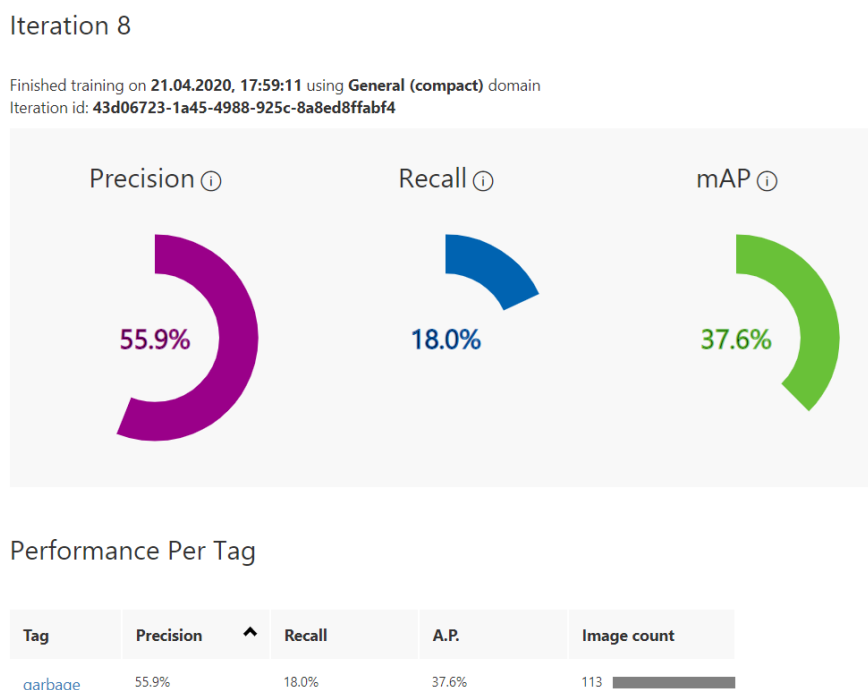 Iteration 8
Finished training on 21.04.2020, 17:59:11 using General (compact) domain
Iteration id: 43d06723-1a45-4988-925c-8a8ed8ffabf4
Precision
Recall
mAP
55.9%
18.0%
37.6%
Performance Per Tag
Tag Precision Recall A.P. Image count
garbage 55.9% 18.0% 37.6% 113